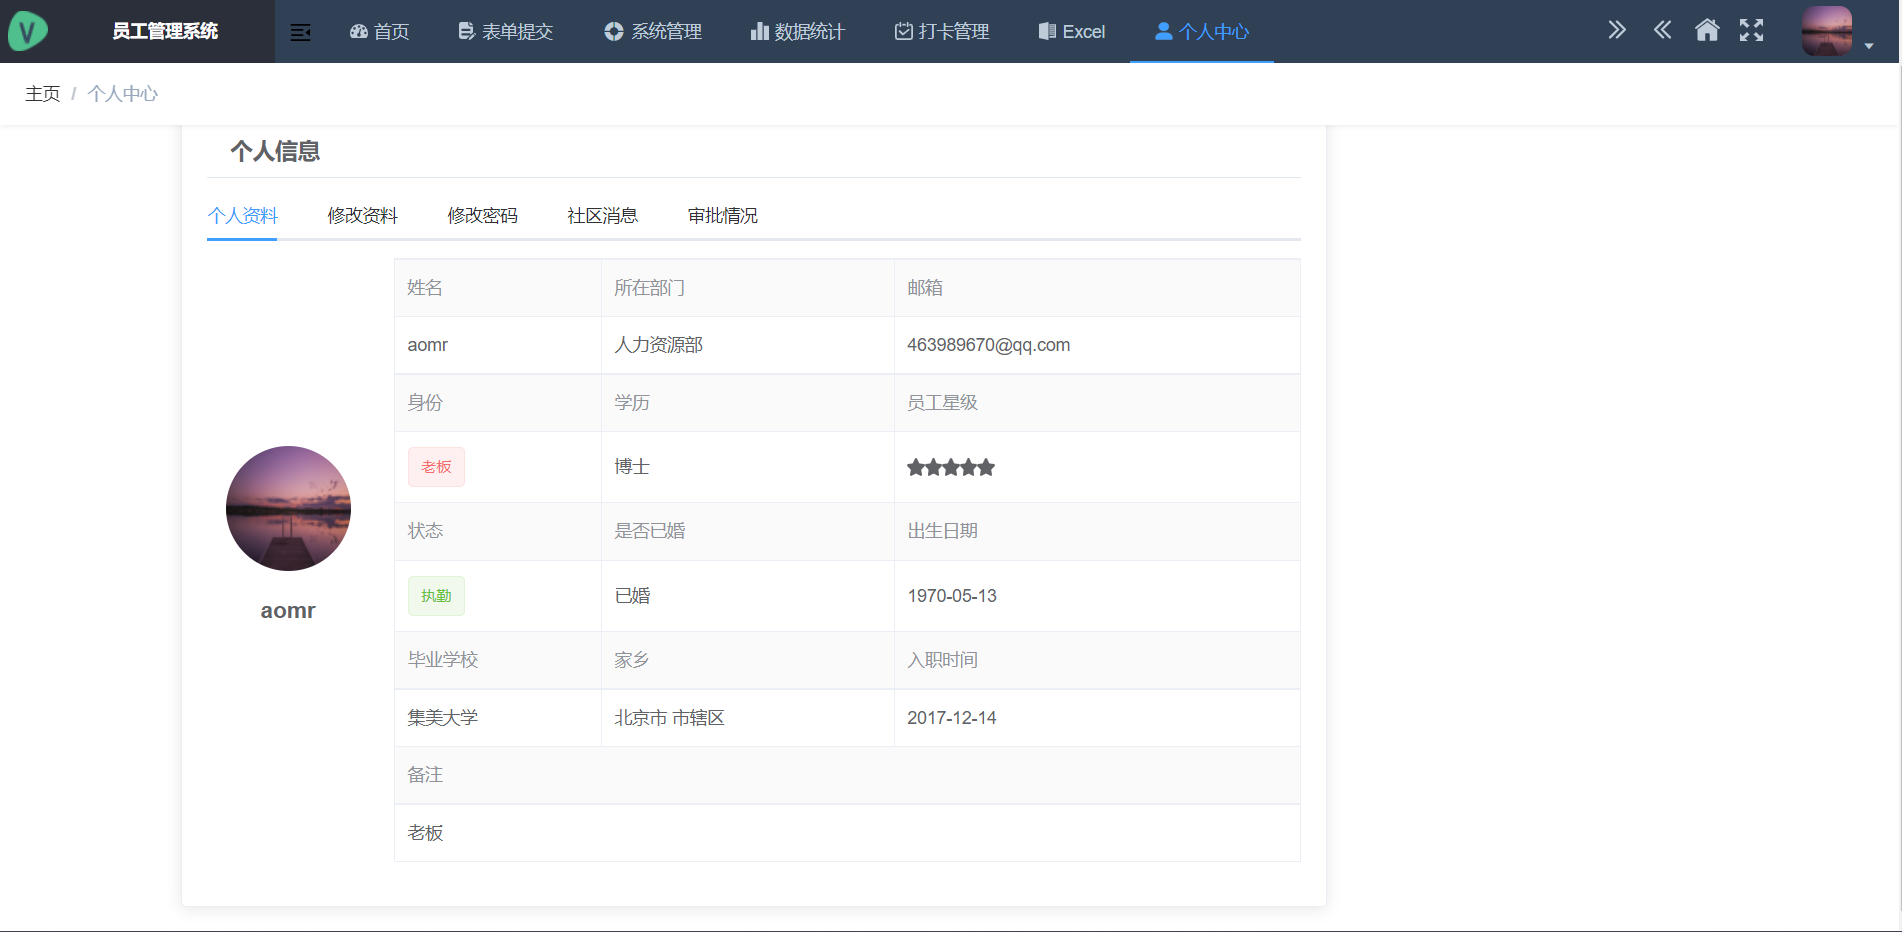 V 员工管理系统 首页 表单提交 系统管理 数据统计 打卡管理 Excel 个人中心
主页 / 个人中心
个人信息
个人资料 修改资料 修改密码 社区消息 审批情况
姓名 所在部门 邮箱
aomr 人力资源部 463989670@qq.com
身份 学历 员工星级
老板 博士
状态 是否已婚 出生日期
执勤 已婚 1970-05-13
aomr
毕业学校 家乡 入职时间
集美大学 北京市 市辖区 2017-12-14
备注
老板